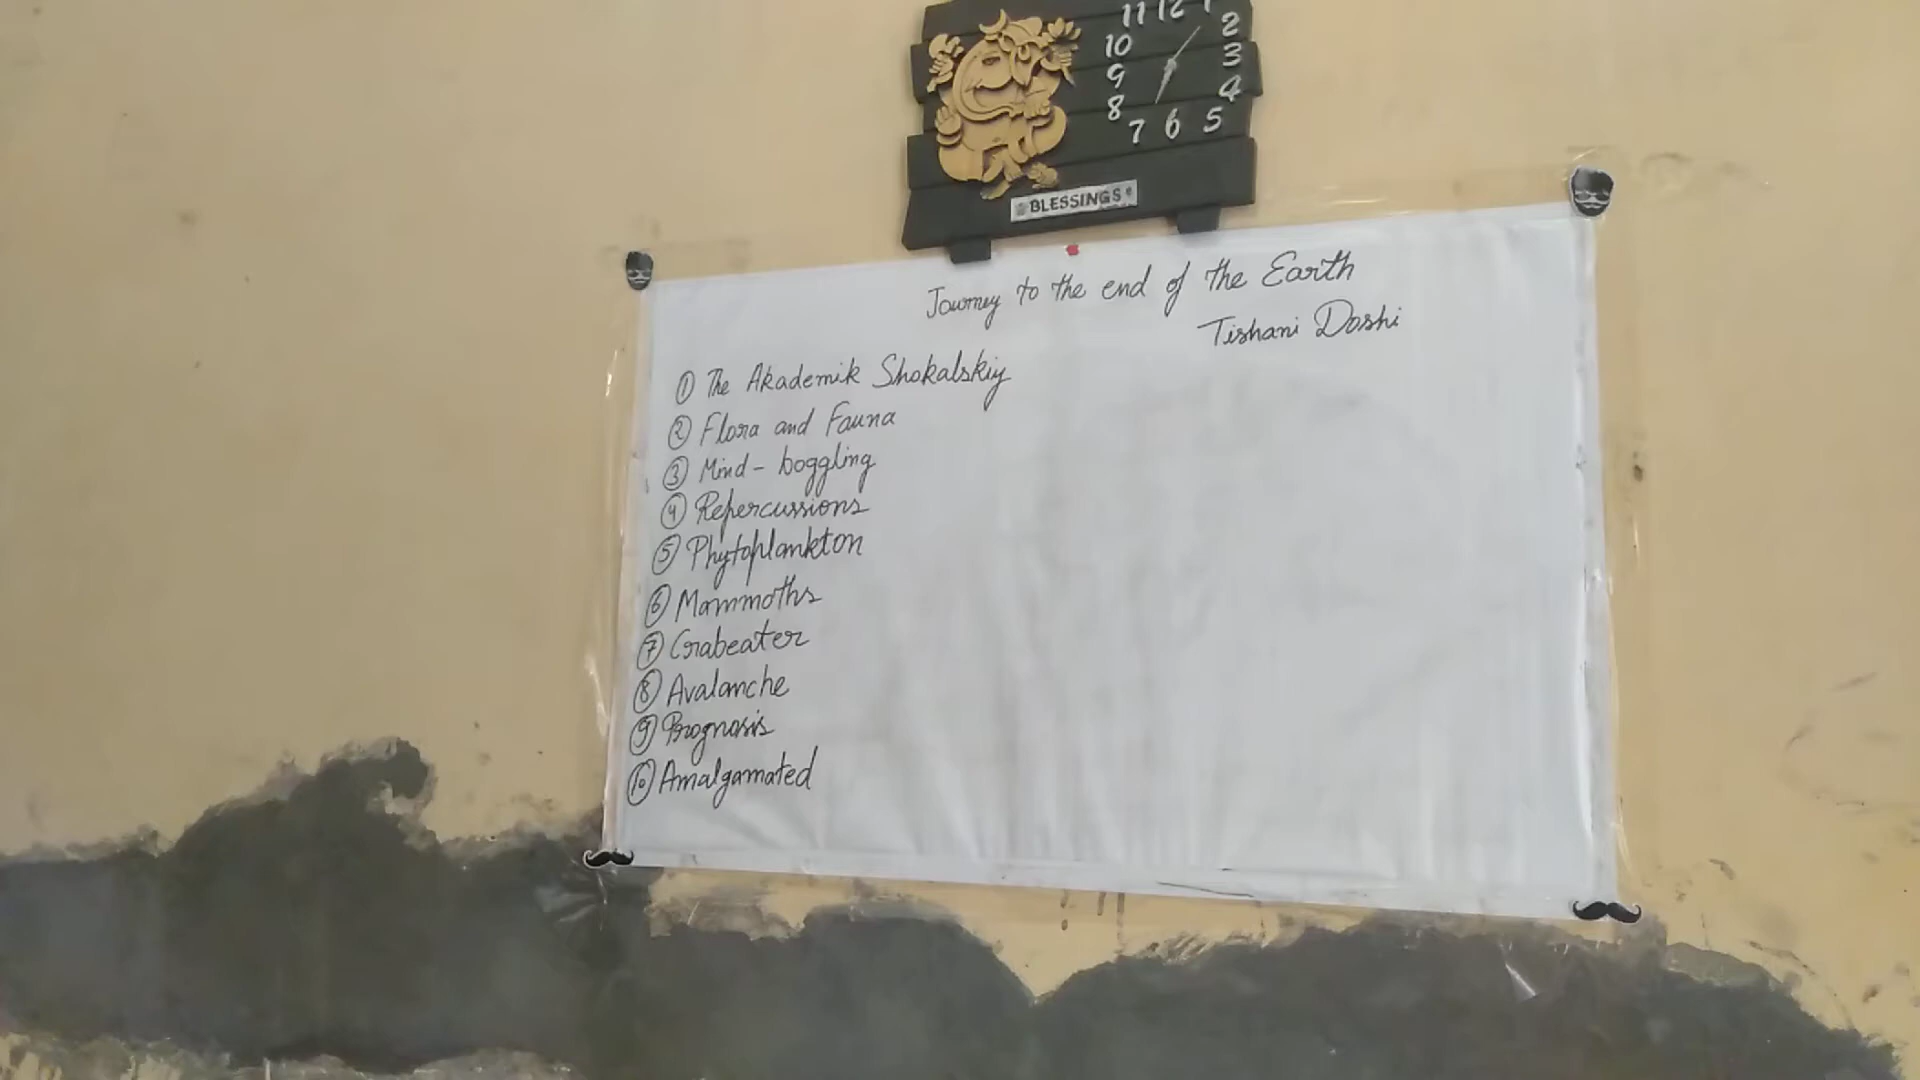 11 12 1
10 2
9 3
8 4
7 6 5
BLESSINGS
Journey to the end of the Earth
Tishani Doshi
① The Akademik Shokalskiy
② Flora and Fauna
③ Mind-boggling
④ Repercussions
⑤ Phytoplankton
⑥ Mammoths
⑦ Crabeater
⑧ Avalanche
⑨ Prognosis
⑩ Amalgamated